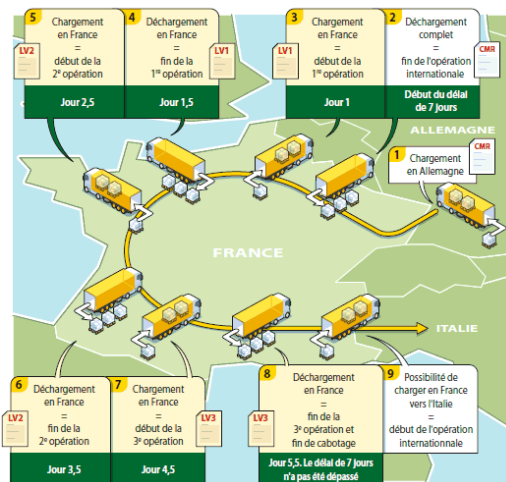 5
Chargement
en France
=
début de la
2e opération
LV2
Jour 2,5
4
Déchargement
en France
=
fin de la
1re opération
LV1
Jour 1,5
3
Chargement
en France
=
début de la
1re opération
LV1
Jour 1
2
Déchargement
complet
=
fin de l'opération
internationale
CMR
Début du délai
de 7 jours
ALLEMAGNE
1
Chargement
en Allemagne
CMR
FRANCE
ITALIE
6
Déchargement
en France
=
fin de la
2e opération
LV2
Jour 3,5
7
Chargement
en France
=
début de la
3e opération
LV3
Jour 4,5
8
Déchargement
en France
=
fin de la
3e opération et
fin de cabotage
LV3
Jour 5,5. Le délai de 7 jours
n'a pas été dépassé
9
Possibilité de
charger en France
vers l'Italie
=
début de l'opération
internationnale